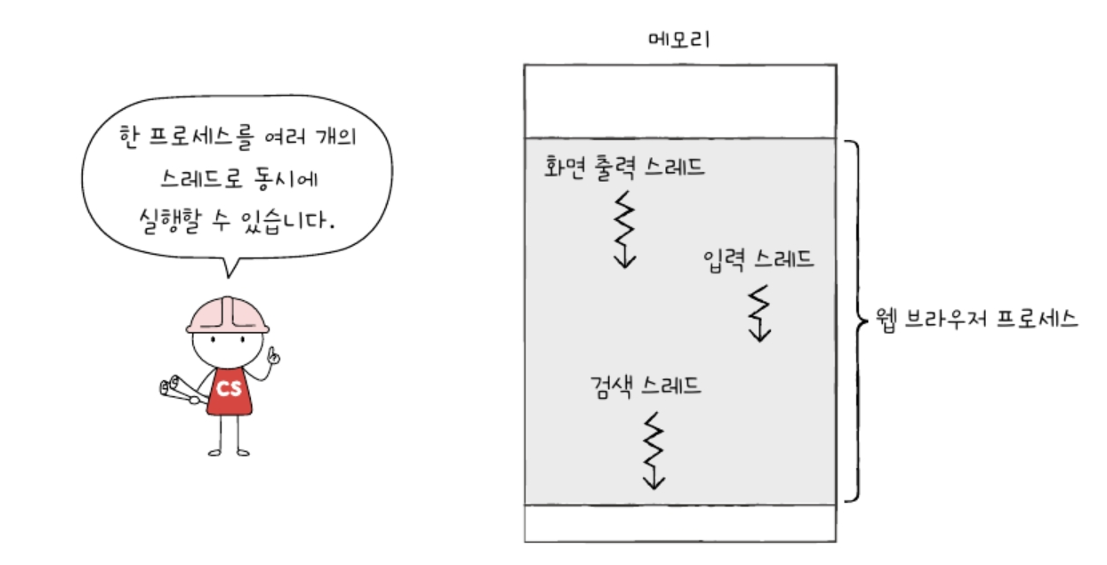 한 프로세스를 여러 개의
스레드로 동시에
실행할 수 있습니다.
CS
메모리
화면 출력 스레드
입력 스레드
검색 스레드
웹 브라우저 프로세스